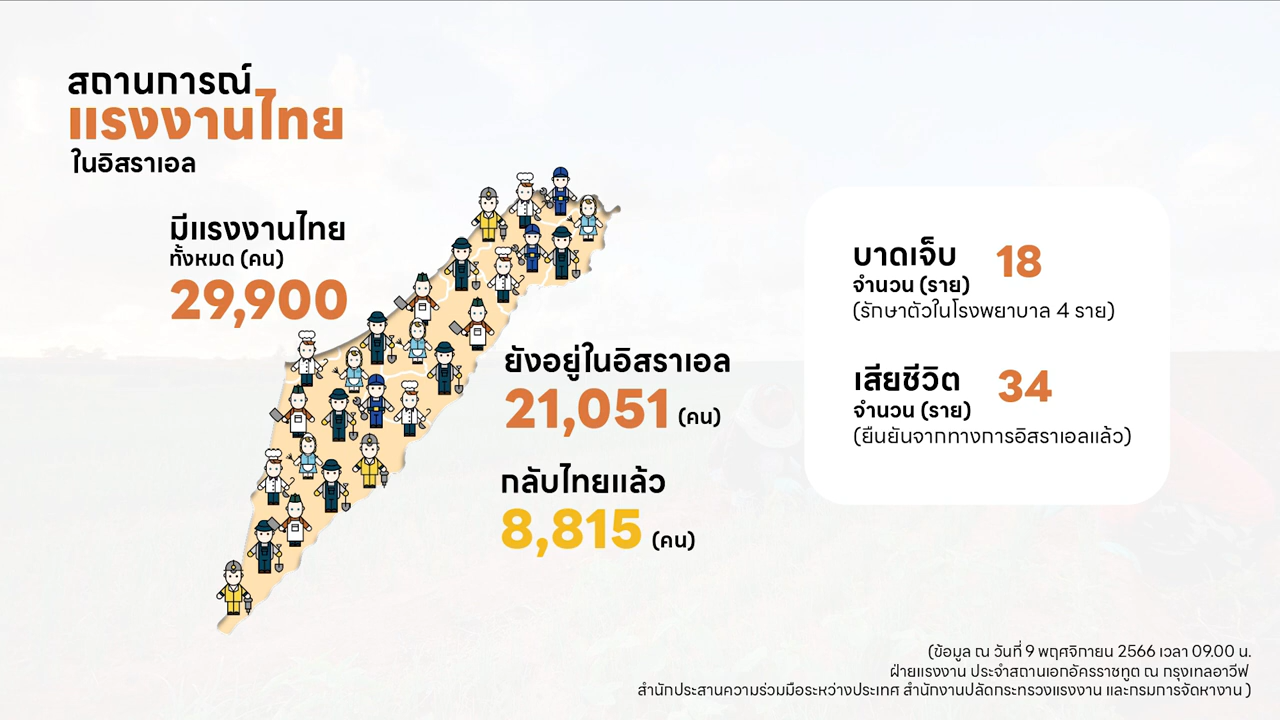 สถานการณ์
แรงงานไทย
ในอิสราเอล
มีแรงงานไทย
ทั้งหมด (คน)
29,900
ยังอยู่ในอิสราเอล
21,051 (คน)
กลับไทยแล้ว
8,815 (คน)
บาดเจ็บ 18
จำนวน (ราย)
(รักษาตัวในโรงพยาบาล 4 ราย)
เสียชีวิต 34
จำนวน (ราย)
(ยืนยันจากทางการอิสราเอลแล้ว)
(ข้อมูล ณ วันที่ 9 พฤศจิกายน 2566 เวลา 09.00 น.
ฝ่ายแรงงาน ประจำสถานเอกอัครราชทูต ณ กรุงเทลอาวีฟ
สำนักประสานความร่วมมือระหว่างประเทศ สำนักงานปลัดกระทรวงแรงงาน และกรมการจัดหางาน )